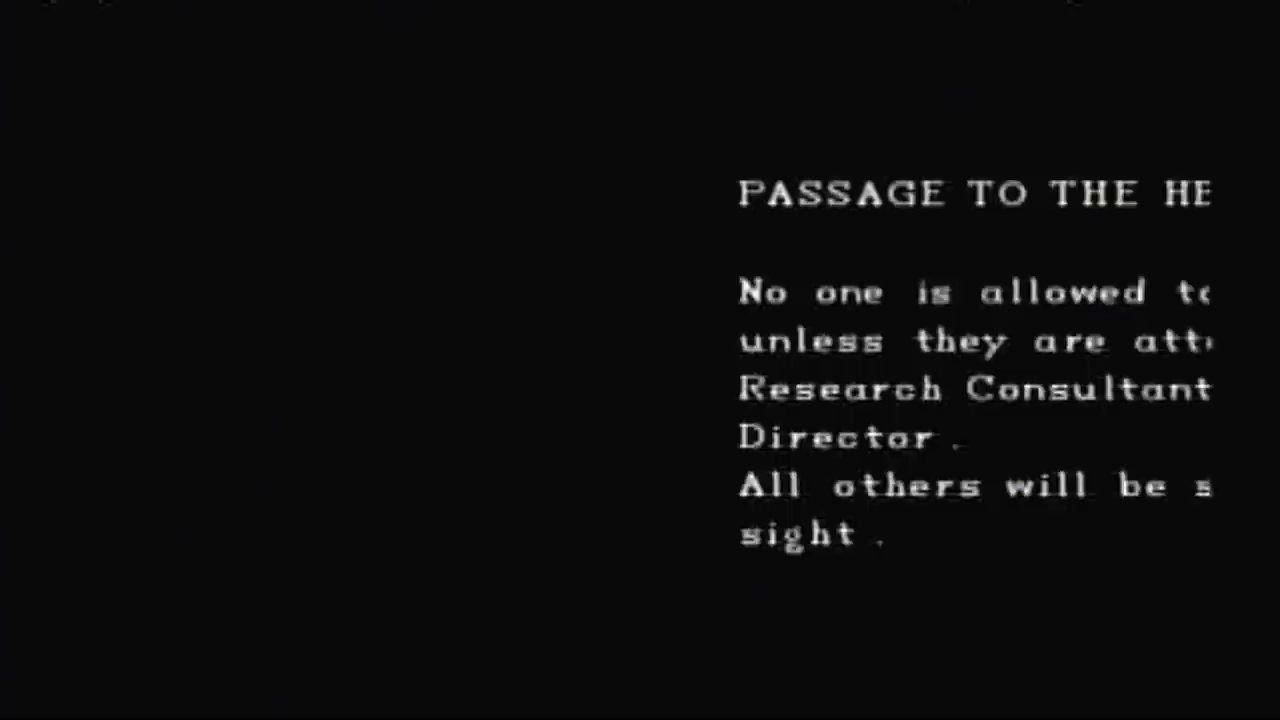 PASSAGE TO THE HE
No one is allowed to
unless they are att
Research Consultant
Director.
All others will be s
sight.